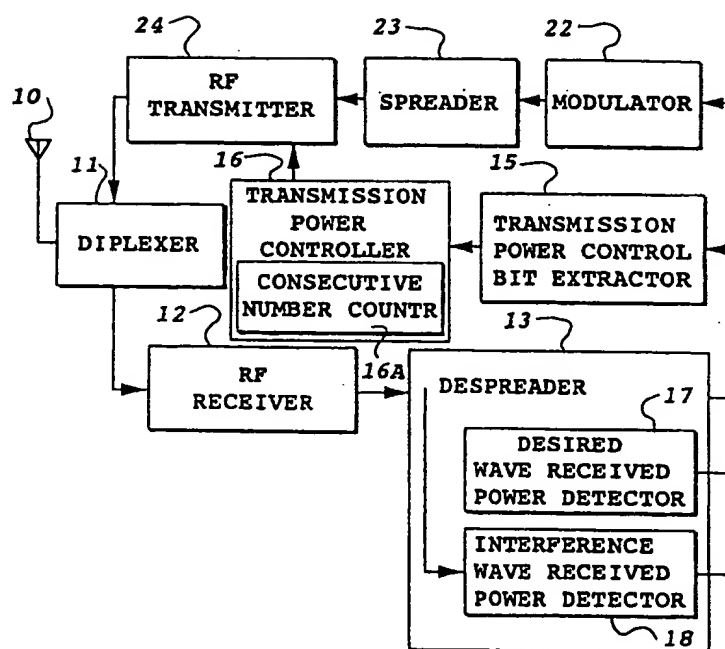 24
23
22
10
RF
TRANSMITTER
SPREADER
MODULATOR
11
16
15
DIPLEXER
TRANSMISSION
POWER
CONTROLLER
CONSECUTIVE
NUMBER COUNTR
TRANSMISSION
POWER CONTROL
BIT EXTRACTOR
12
16A
13
RF
RECEIVER
DESPREADER
17
DESIRED
WAVE RECEIVED
POWER DETECTOR
INTERFERENCE
WAVE RECEIVED
POWER DETECTOR
18